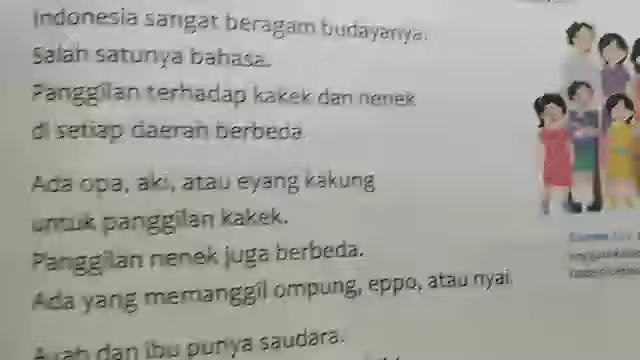 Indonesia sangat beragam budayanya.
Salah satunya bahasa.
Panggilan terhadap kakek dan nenek
di setiap daerah berbeda.
Ada opa, aki, atau eyang kakung
untuk panggilan kakek.
Panggilan nenek juga berbeda.
Ada yang memanggil ompung, eppo, atau nyai.
Ayah dan ibu punya saudara.